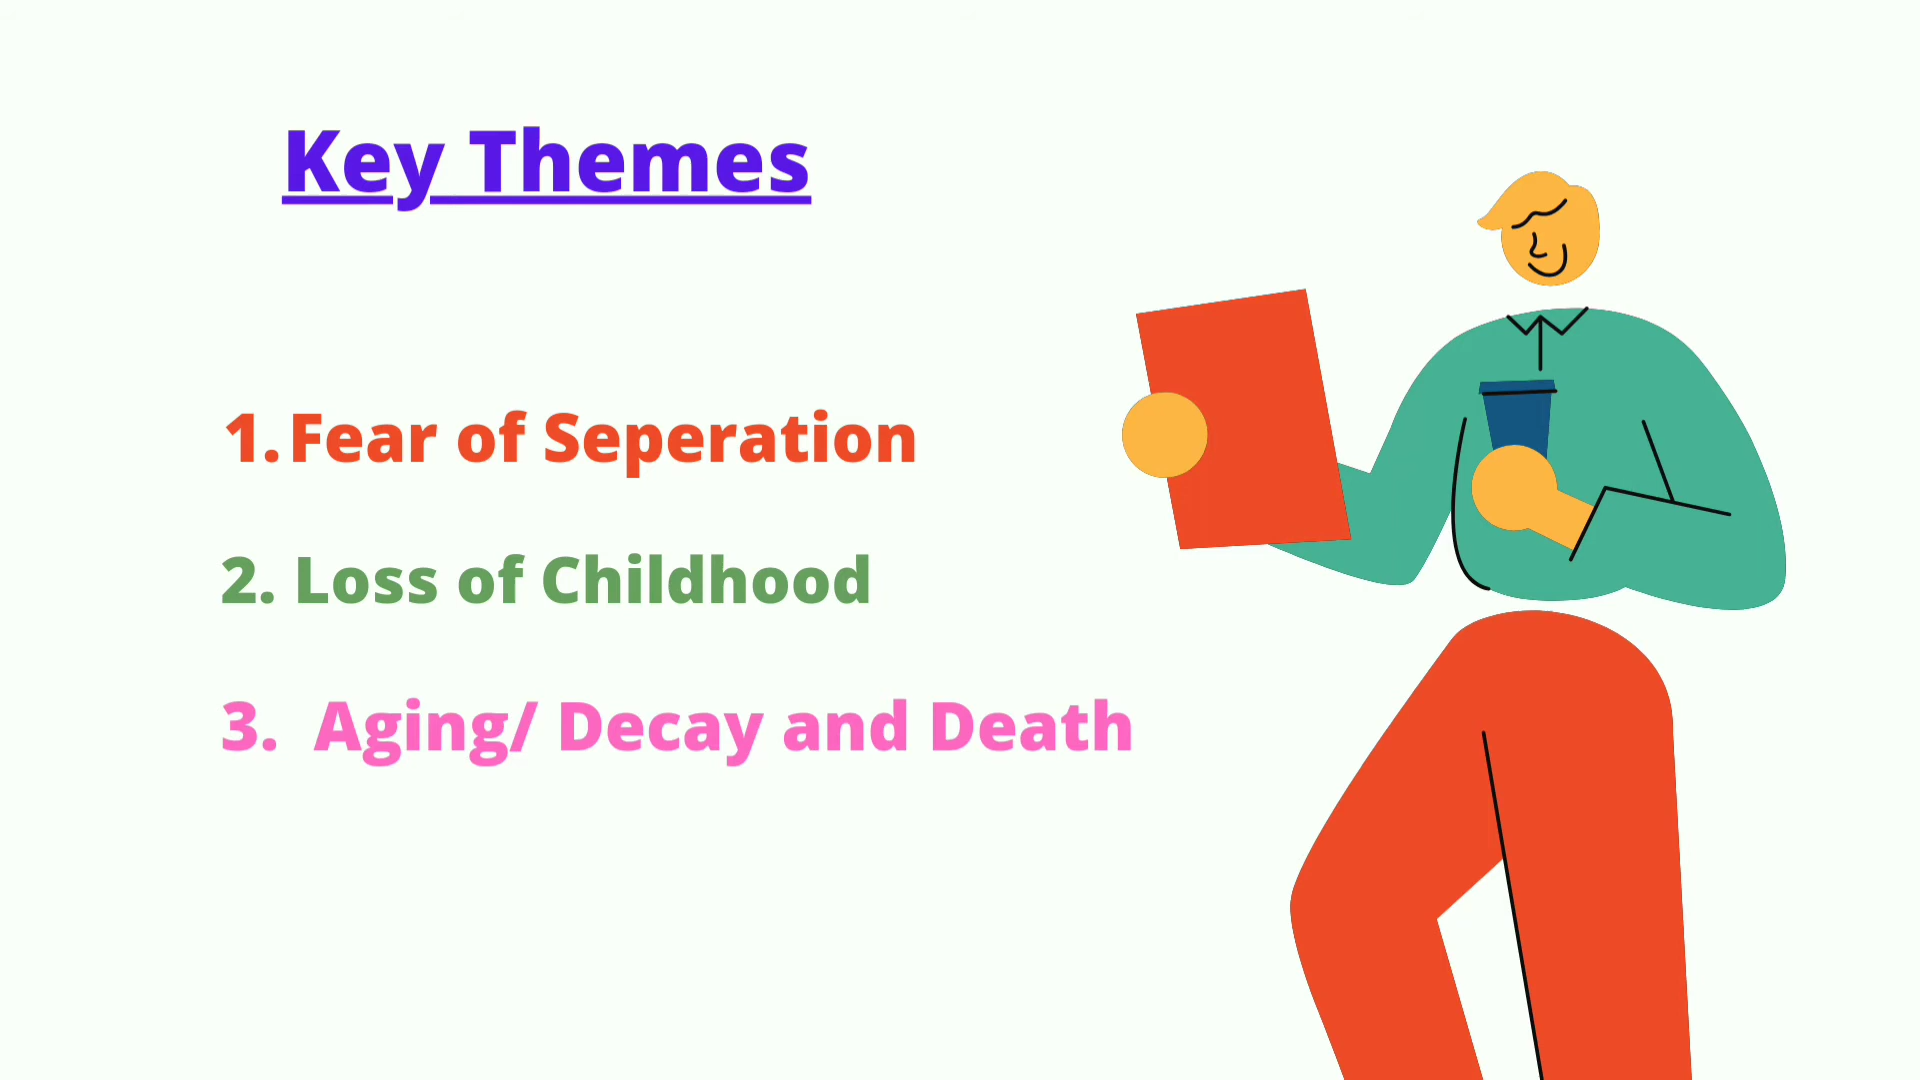 Key Themes
1. Fear of Seperation
2. Loss of Childhood
3. Aging/ Decay and Death